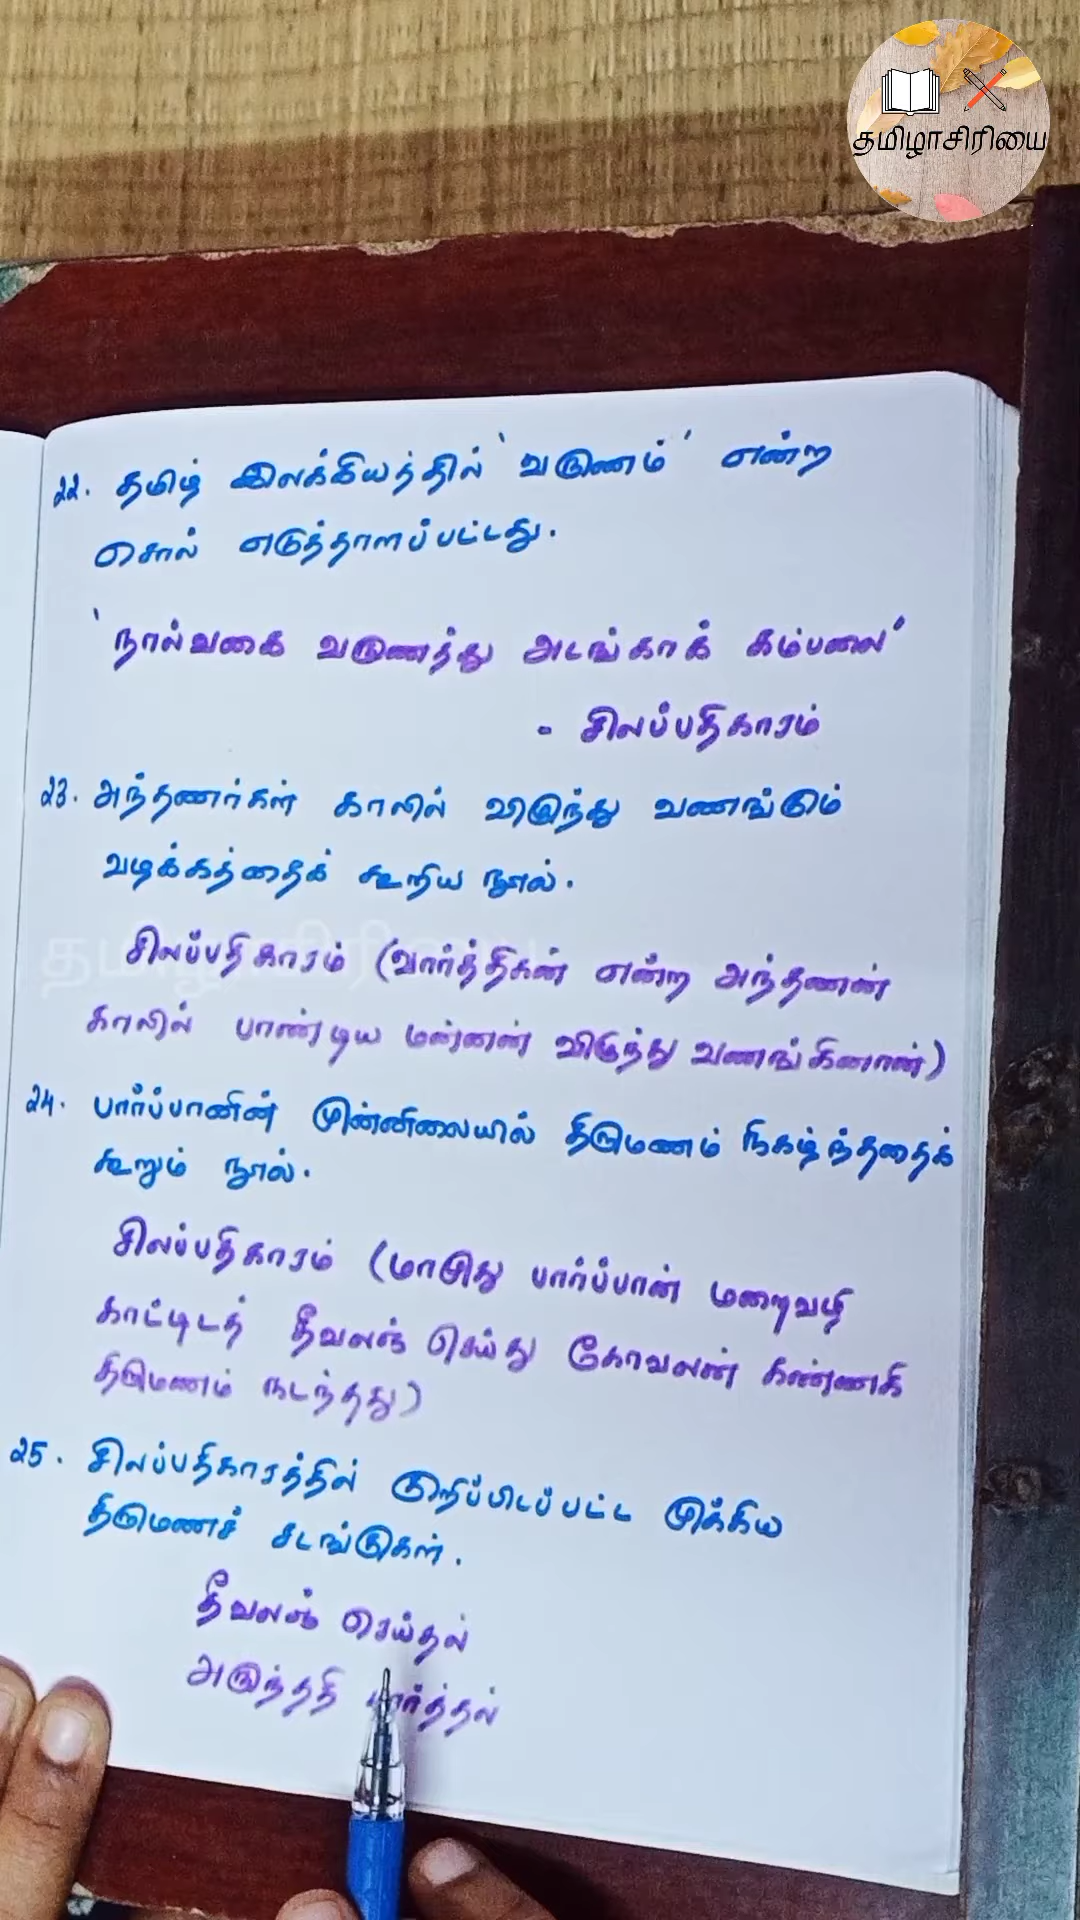 தமிழாசிரியை
22. தமிழ் இலக்கியத்தில் 'வருணம்' என்ற
சொல் எடுத்தாளப்பட்டது.
'நால்வகை வருணத்து அடங்காக் கம்பலை'
- சிலப்பதிகாரம்
23. அந்தணர்கள் காலில் விழுந்து வணங்கும்
வழக்கத்தைக் கூறிய நூல்.
சிலப்பதிகாரம் (வார்த்திகன் என்ற அந்தணன்
காலில் பாண்டிய மன்னன் விழுந்து வணங்கினான்)
24. பார்ப்பானின் முன்னிலையில் திருமணம் நிகழ்ந்ததைக்
கூறும் நூல்.
சிலப்பதிகாரம் (மாமுது பார்ப்பான் மறைவழி
காட்டிடத் தீவலஞ் செய்து கோவலன் கண்ணகி
திருமணம் நடந்தது)
25. சிலப்பதிகாரத்தில் குறிப்பிடப்பட்ட முக்கிய
திருமணச் சடங்குகள்.
தீவலஞ் செய்தல்
அருந்ததி பார்த்தல்